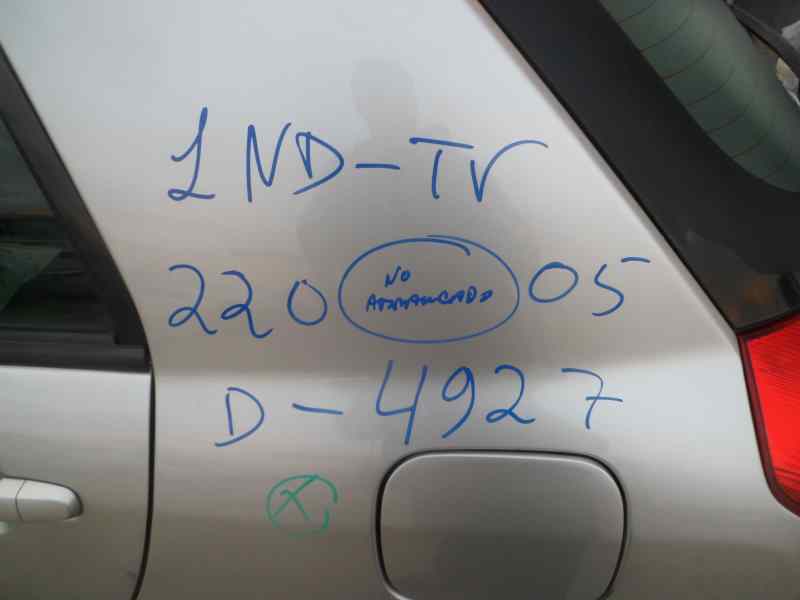 1ND-TV
220 NO ARRANCADO 05
D-4927
X